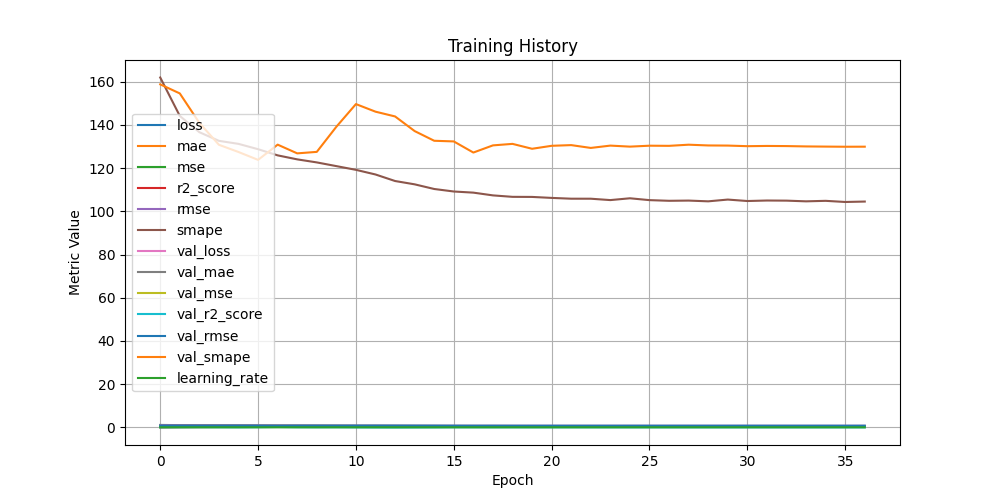 Training History
Metric Value
160
140
120
100
80
60
40
20
0
loss
mae
mse
r2_score
rmse
smape
val_loss
val_mae
val_mse
val_r2_score
val_rmse
val_smape
learning_rate
0 5 10 15 20 25 30 35
Epoch